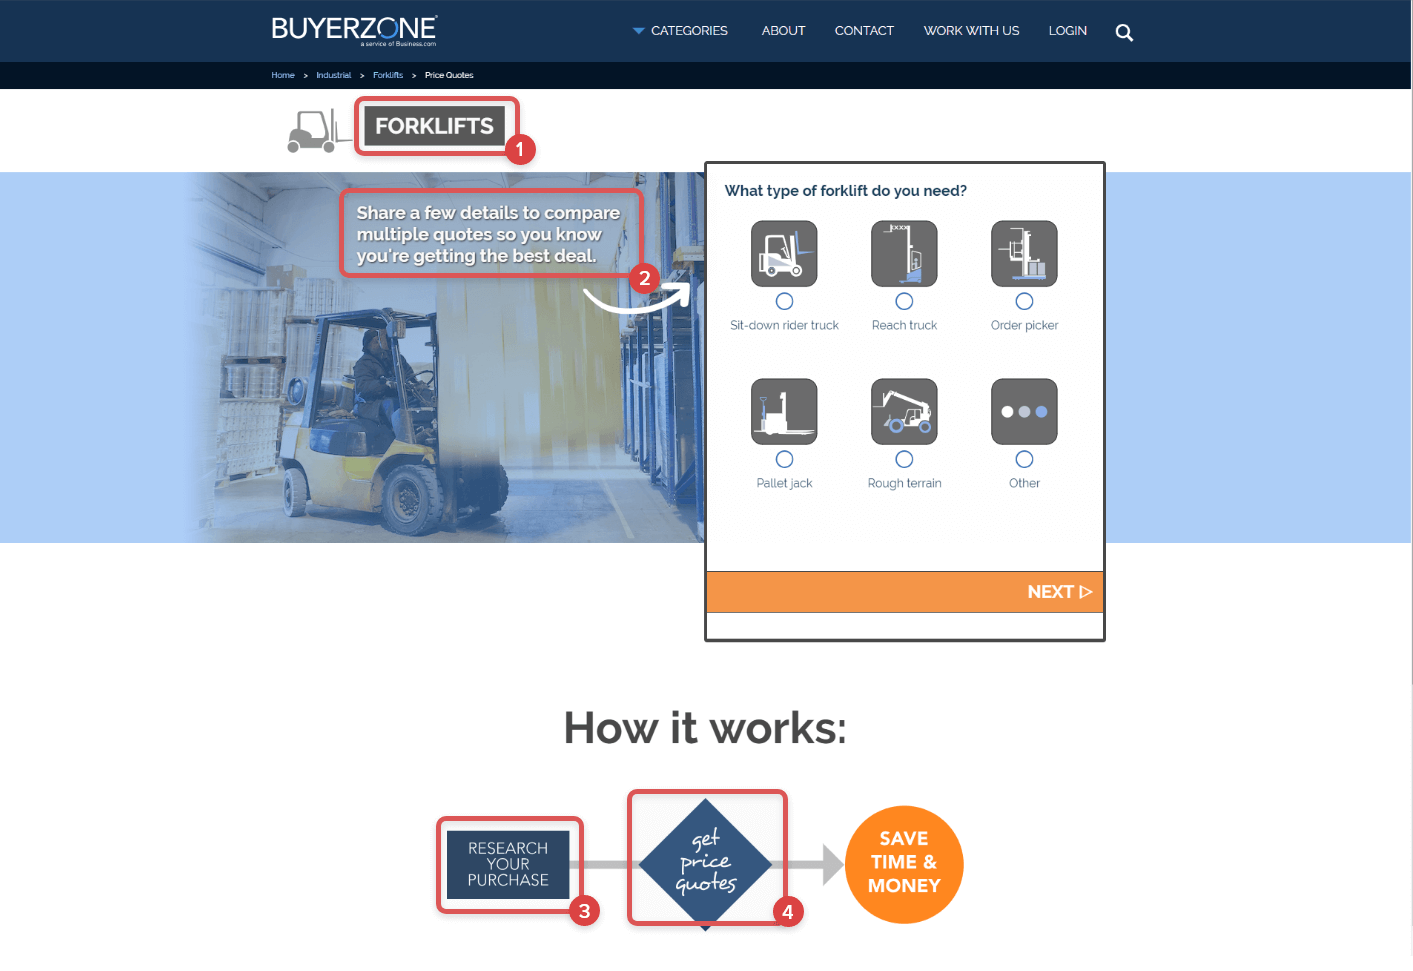 BUYERZONE
a service of Business.com
CATEGORIES ABOUT CONTACT WORK WITH US LOGIN
Home > Industrial > Forklifts > Price Quotes
FORKLIFTS
1
Share a few details to compare
multiple quotes so you know
you're getting the best deal.
2
What type of forklift do you need?
Sit-down rider truck Reach truck Order picker
Pallet jack Rough terrain Other
NEXT
How it works:
RESEARCH
YOUR
PURCHASE
3
get
price
quotes
4
SAVE
TIME &
MONEY